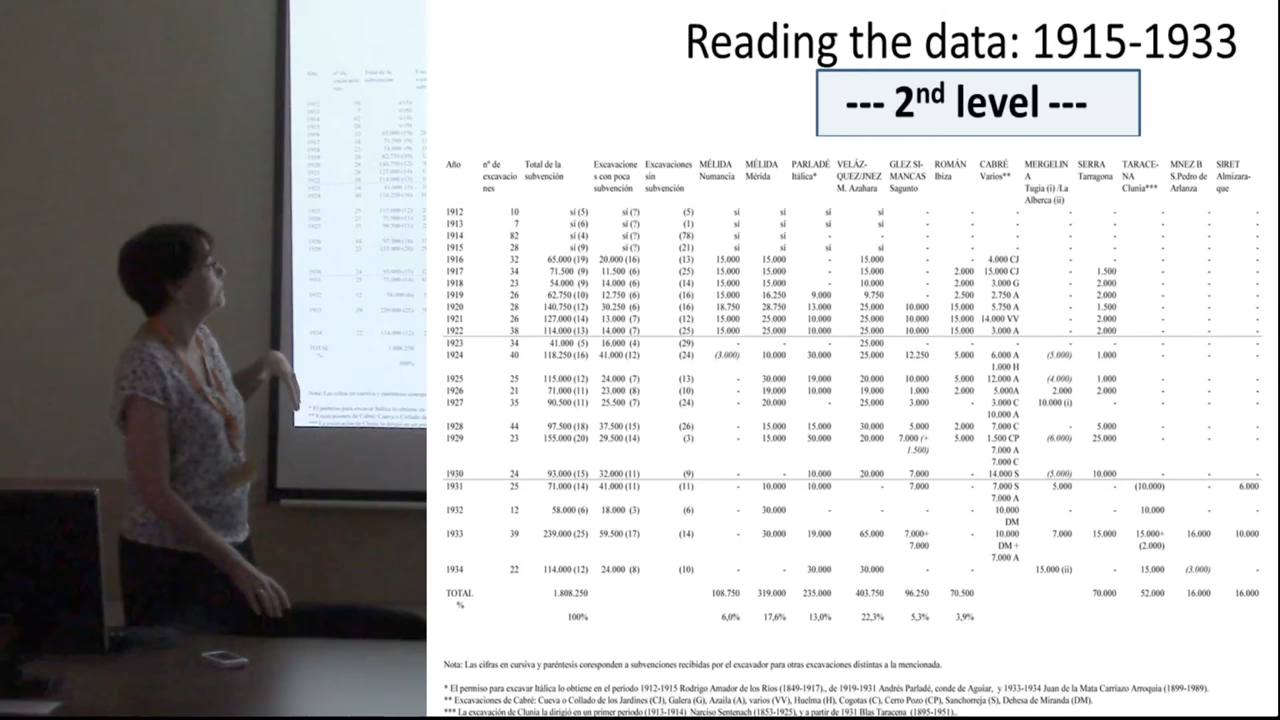 Reading the data: 1915-1933
--- 2nd level ---
Año nº de excavacio nes Total de la subvención Excavacione s con poca subvención Excavaciones sin subvención MÉLIDA Numancia MÉLIDA Mérida PARLADÉ Itálica* VELÁZ- QUEZ/JNEZ M. Azahara GLEZ SI- MANCAS Sagunto ROMÁN Ibiza CABRÉ Varios** MERGELIN A Tugia (i) /La Alberca (ii) SERRA Tarragona TARACE- NA Clunia*** MNEZ B S.Pedro de Arlanza SIRET Almizara- que
1912 10 sí (5) sí(?) (5) sí sí sí sí - - - - - - - -
1913 7 sí (6) sí(?) (1) sí sí sí sí - - - - - - - -
1914 82 sí (4) sí(?) (78) sí sí - - - - - - - - - -
1915 28 sí (9) sí(?) (21) sí sí sí sí - - - - - - - -
1916 32 65.000 (19) 20.000 (16) (13) 15.000 15.000 - 15.000 - - 4.000 CJ - - - - -
1917 34 71.500 (9) 11.500 (6) (25) 15.000 15.000 - 15.000 - 2.000 15.000 CJ - 1.500 - - -
1918 23 54.000 (9) 14.000 (6) (14) 15.000 15.000 - 10.000 - 2.000 3.000 G - 2.000 - - -
1919 26 62.750 (10) 12.750 (6) (16) 15.000 16.250 9.000 9.750 - 2.500 2.750 A - 2.000 - - -
1920 28 140.750 (12) 30.250 (6) (16) 18.750 28.750 13.000 25.000 10.000 15.000 5.750 A - 1.500 - - -
1921 26 127.000 (14) 13.000 (7) (12) 15.000 25.000 10.000 25.000 10.000 15.000 14.000 VV - 2.000 - - -
1922 38 114.000 (13) 14.000 (7) (25) 15.000 25.000 10.000 25.000 10.000 15.000 3.000 A - 2.000 - - -
1923 34 41.000 (5) 16.000 (4) (29) - - - 25.000 - - - - - - - -
1924 40 118.250 (16) 41.000 (12) (24) (3.000) 10.000 30.000 25.000 12.250 5.000 6.000 A (5.000) 1.000 - - -
1.000 H
1925 25 115.000 (12) 24.000 (7) (13) - 30.000 19.000 20.000 10.000 5.000 12.000 A (4.000) 1.000 - - -
1926 21 71.000 (11) 23.000 (8) (10) - 19.000 10.000 19.000 1.000 2.000 5.000A 2.000 2.000 - - -
1927 35 90.500 (11) 25.500 (7) (24) - 20.000 - 25.000 3.000 - 3.000 C 10.000 (i) - - - -
10.000 A
1928 44 97.500 (18) 37.500 (15) (26) - 15.000 15.000 30.000 5.000 2.000 7.000 C - 5.000 - - -
1929 23 155.000 (20) 29.500 (14) (3) - 15.000 50.000 20.000 7.000 (+ 5.000 1.500 CP (6.000) 25.000 - - -
1.500) 7.000 A
7.000 C
1930 24 93.000 (15) 32.000 (11) (9) - - 10.000 20.000 7.000 - 14.000 S (5.000) 10.000 - - -
1931 25 71.000 (14) 41.000 (11) (11) - 10.000 10.000 - 7.000 - 7.000 S 5.000 - (10.000) - 6.000
7.000 A
1932 12 58.000 (6) 18.000 (3) (6) - 30.000 - - - - 10.000 - - 10.000 - -
DM
1933 39 239.000 (25) 59.500 (17) (14) - 30.000 19.000 65.000 7.000+ - 10.000 7.000 15.000 15.000+ 16.000 10.000
7.000 DM + (2.000)
7.000 A
1934 22 114.000 (12) 24.000 (8) (10) - - 30.000 30.000 - - - 15.000 (ii) - 15.000 (3.000) -
TOTAL 1.808.250 108.750 319.000 235.000 403.750 96.250 70.500 70.000 52.000 16.000 16.000
%
100% 6,0% 17,6% 13,0% 22,3% 5,3% 3,9%
Nota: Las cifras en cursiva y paréntesis coresponden a subvenciones recibidas por el excavador para otras excavaciones distintas a la mencionada.
* El permiso para excavar Itálica lo obtiene en el periodo 1912-1915 Rodrigo Amador de los Rios (1849-1917)., de 1919-1931 Andrés Parladé, conde de Aguiar, y 1933-1934 Juan de la Mata Carriazo Arroquia (1899-1989).
** Excavaciones de Cabré: Cueva o Collado de los Jardines (CJ), Galera (G), Azaila (A), varios (VV), Huelma (H), Cogotas (C), Cerro Pozo (CP), Sanchorreja (S), Dehesa de Miranda (DM).
*** La excavación de Clunia la dirigió en un primer periodo (1913-1914) Narciso Sentenach (1853-1925), y a partir de 1931 Blas Taracena (1895-1951)..